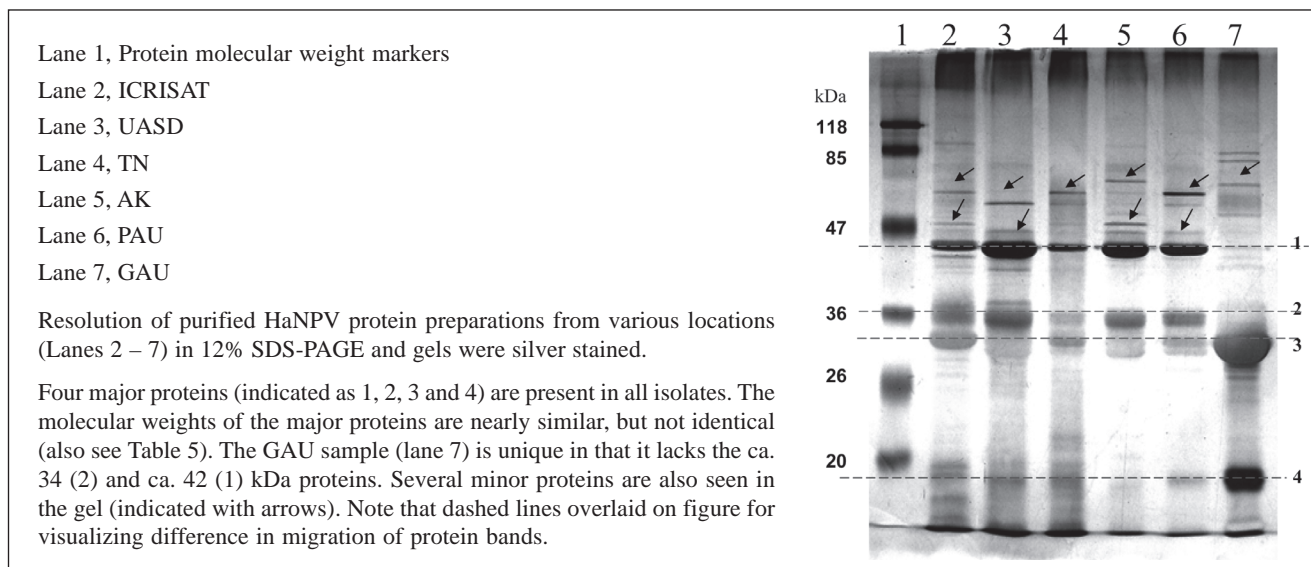 Lane 1, Protein molecular weight markers
Lane 2, ICRISAT
Lane 3, UASD
Lane 4, TN
Lane 5, AK
Lane 6, PAU
Lane 7, GAU
Resolution of purified HaNPV protein preparations from various locations
(Lanes 2 – 7) in 12% SDS-PAGE and gels were silver stained.
Four major proteins (indicated as 1, 2, 3 and 4) are present in all isolates. The
molecular weights of the major proteins are nearly similar, but not identical
(also see Table 5). The GAU sample (lane 7) is unique in that it lacks the ca.
34 (2) and ca. 42 (1) kDa proteins. Several minor proteins are also seen in
the gel (indicated with arrows). Note that dashed lines overlaid on figure for
visualizing difference in migration of protein bands.
1 2 3 4 5 6 7
kDa
118
85
47
36
26
20
1
2
3
4